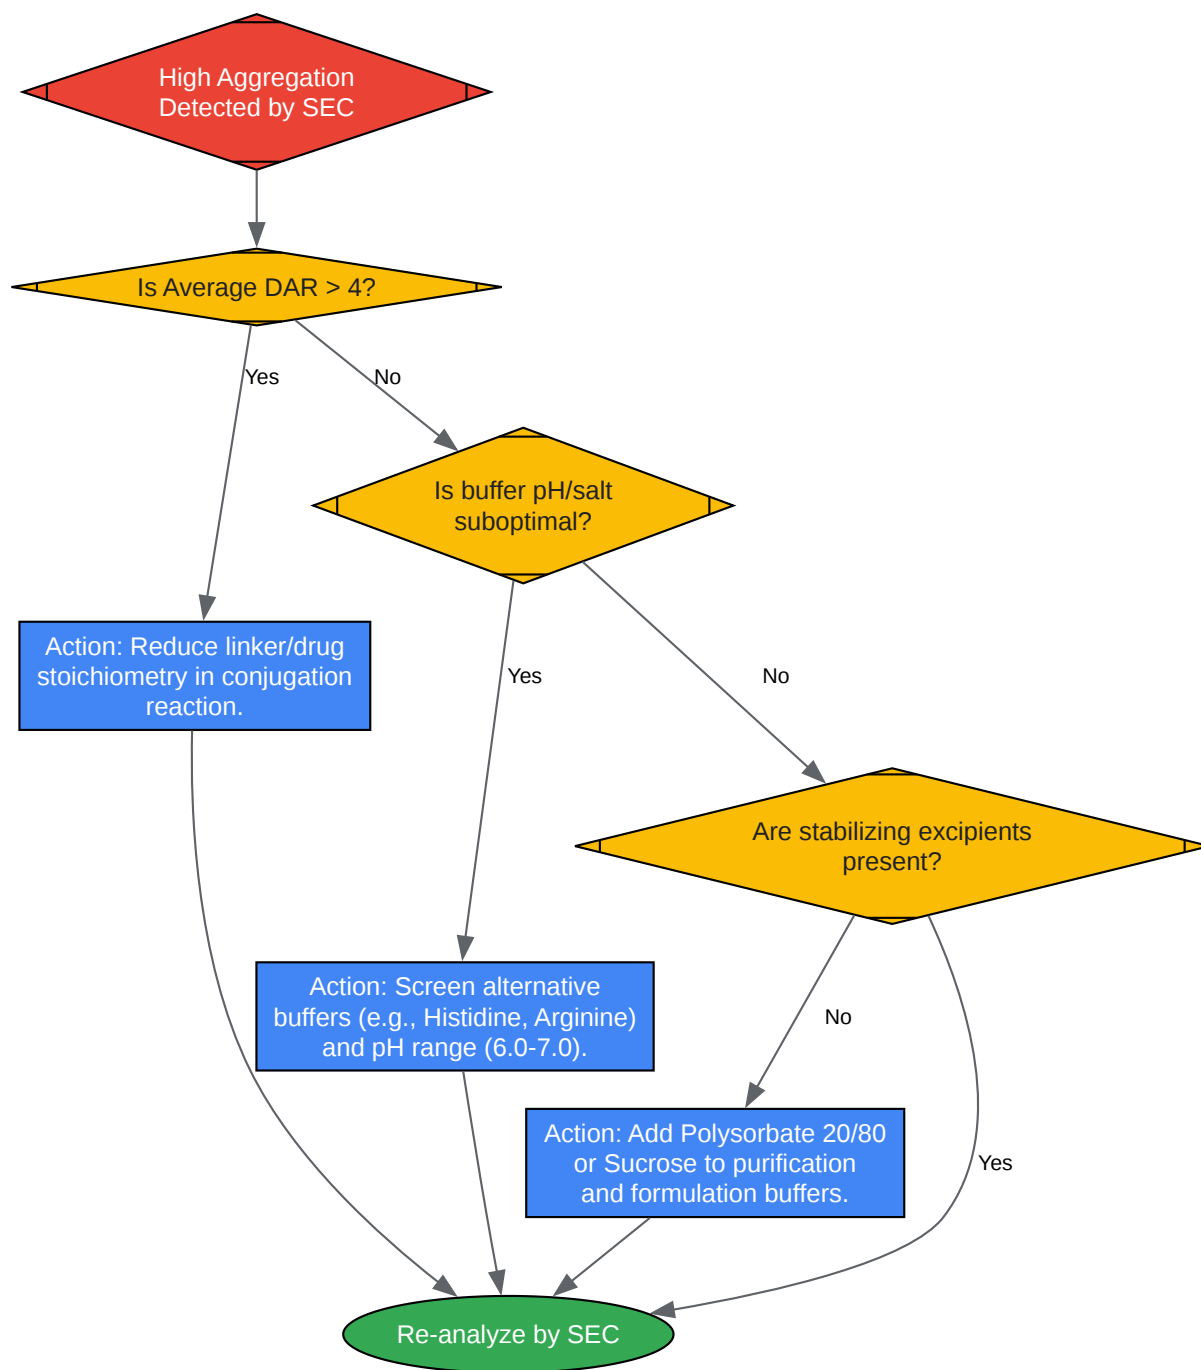 High Aggregation
Detected by SEC
Is Average DAR > 4?
Yes
No
Is buffer pH/salt
suboptimal?
Action: Reduce linker/drug
stoichiometry in conjugation
reaction.
Yes
No
Are stabilizing excipients
present?
Action: Screen alternative
buffers (e.g., Histidine, Arginine)
and pH range (6.0-7.0).
No
Action: Add Polysorbate 20/80
or Sucrose to purification
and formulation buffers.
Yes
Re-analyze by SEC